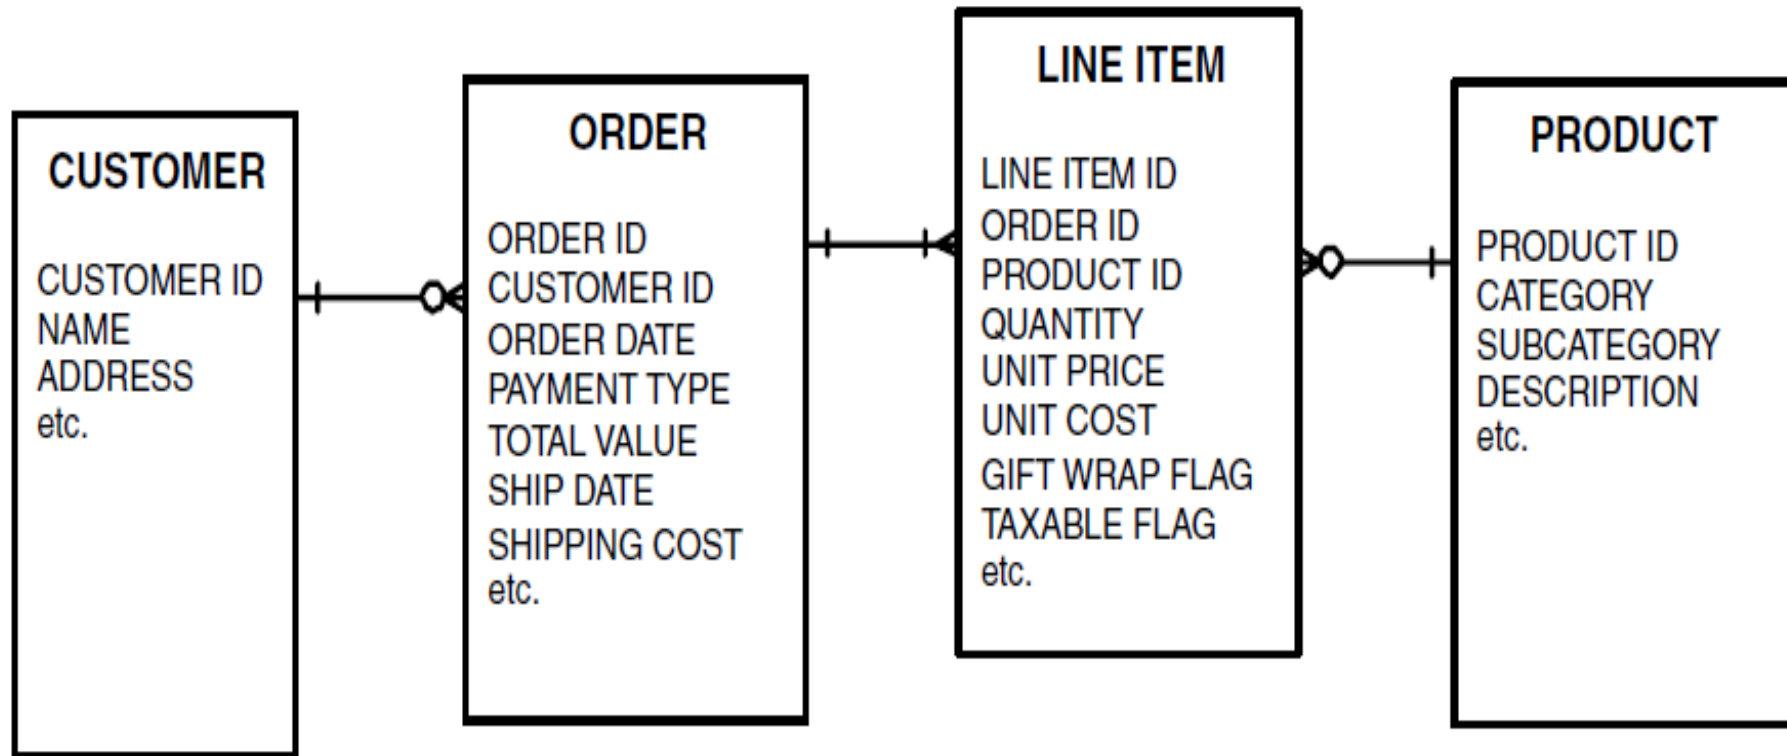 CUSTOMER
CUSTOMER ID
NAME
ADDRESS
etc.
ORDER
ORDER ID
CUSTOMER ID
ORDER DATE
PAYMENT TYPE
TOTAL VALUE
SHIP DATE
SHIPPING COST
etc.
LINE ITEM
LINE ITEM ID
ORDER ID
PRODUCT ID
QUANTITY
UNIT PRICE
UNIT COST
GIFT WRAP FLAG
TAXABLE FLAG
etc.
PRODUCT
PRODUCT ID
CATEGORY
SUBCATEGORY
DESCRIPTION
etc.